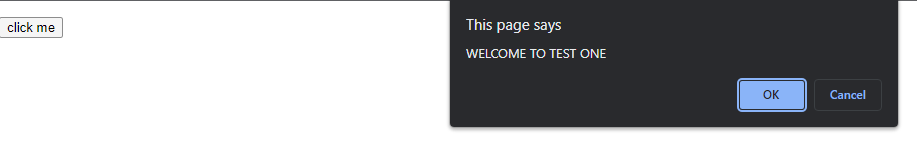 click me
This page says
WELCOME TO TEST ONE
OK
Cancel